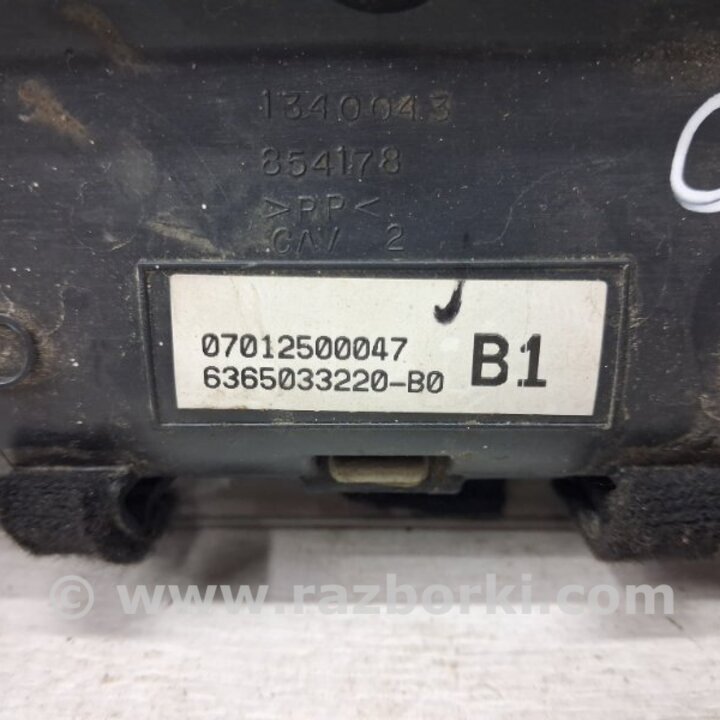 1340043
854178
>PP<
CAV 2
07012500047
6365033220-B0
B1
© www.razborki.com